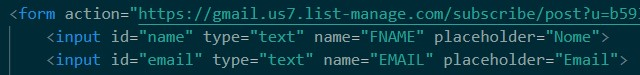 <form action="https://gmail.us7.list-manage.com/subscribe/post?u=b59
<input id="name" type="text" name="FNAME" placeholder="Nome">
<input id="email" type="text" name="EMAIL" placeholder="Email">